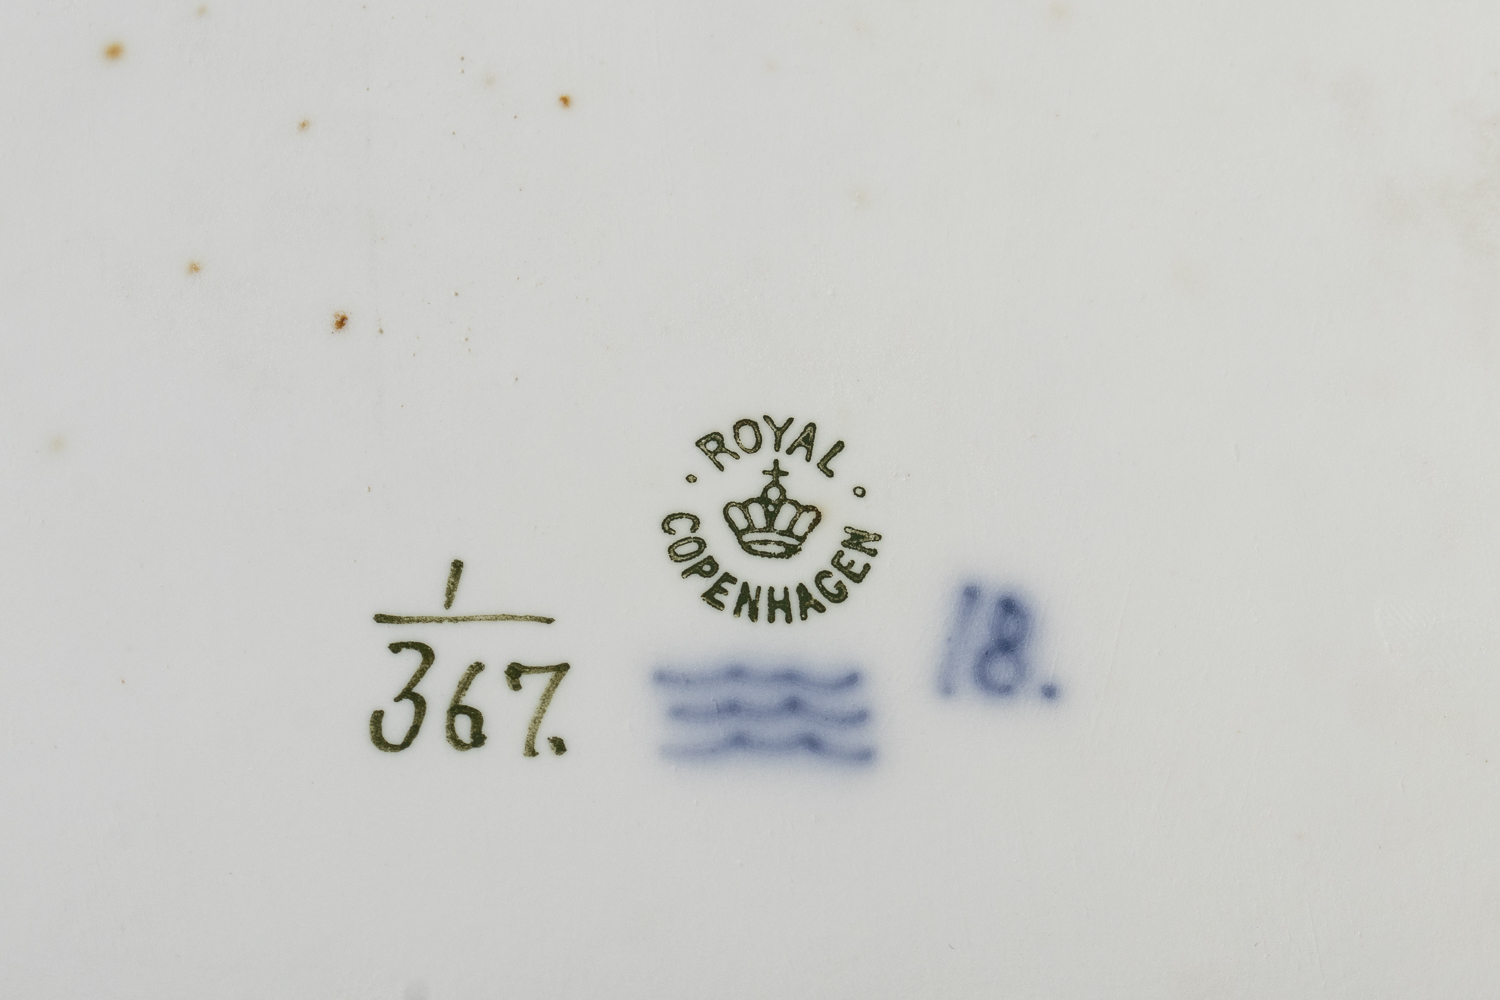 ROYAL
COPENHAGEN
1
367.
18.